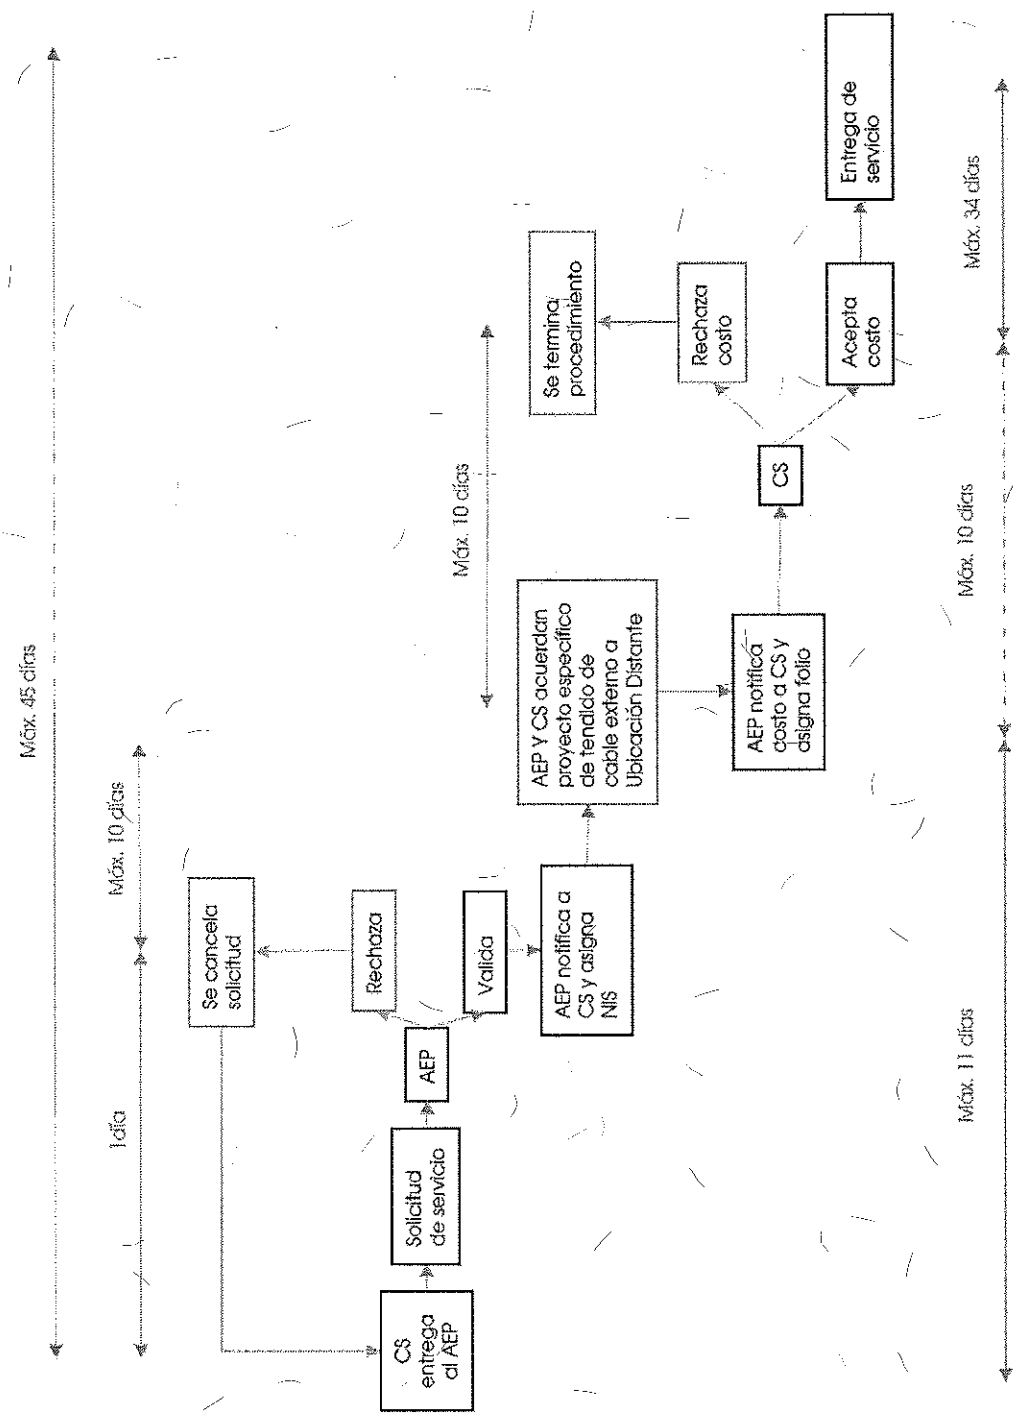 Máx. 45 días
1día
Máx. 10 días
Se cancela
solicitud
Rechaza
CS
entrega
al AEP
Solicitud
de servicio
AEP
Valida
AEP notifica a
CS y asigna
NIS
Máx. 10 días
AEP Y CS acuerdan
proyecto específico
de tendido de
cable externo a
Ubicación Distante
AEP notifica
costo a CS y
asigna folio
CS
Se termina
procedimiento
Rechaza
costo
Acepta
costo
Entrega de
servicio
Máx. 11 días
Máx. 10 días
Máx. 34 días